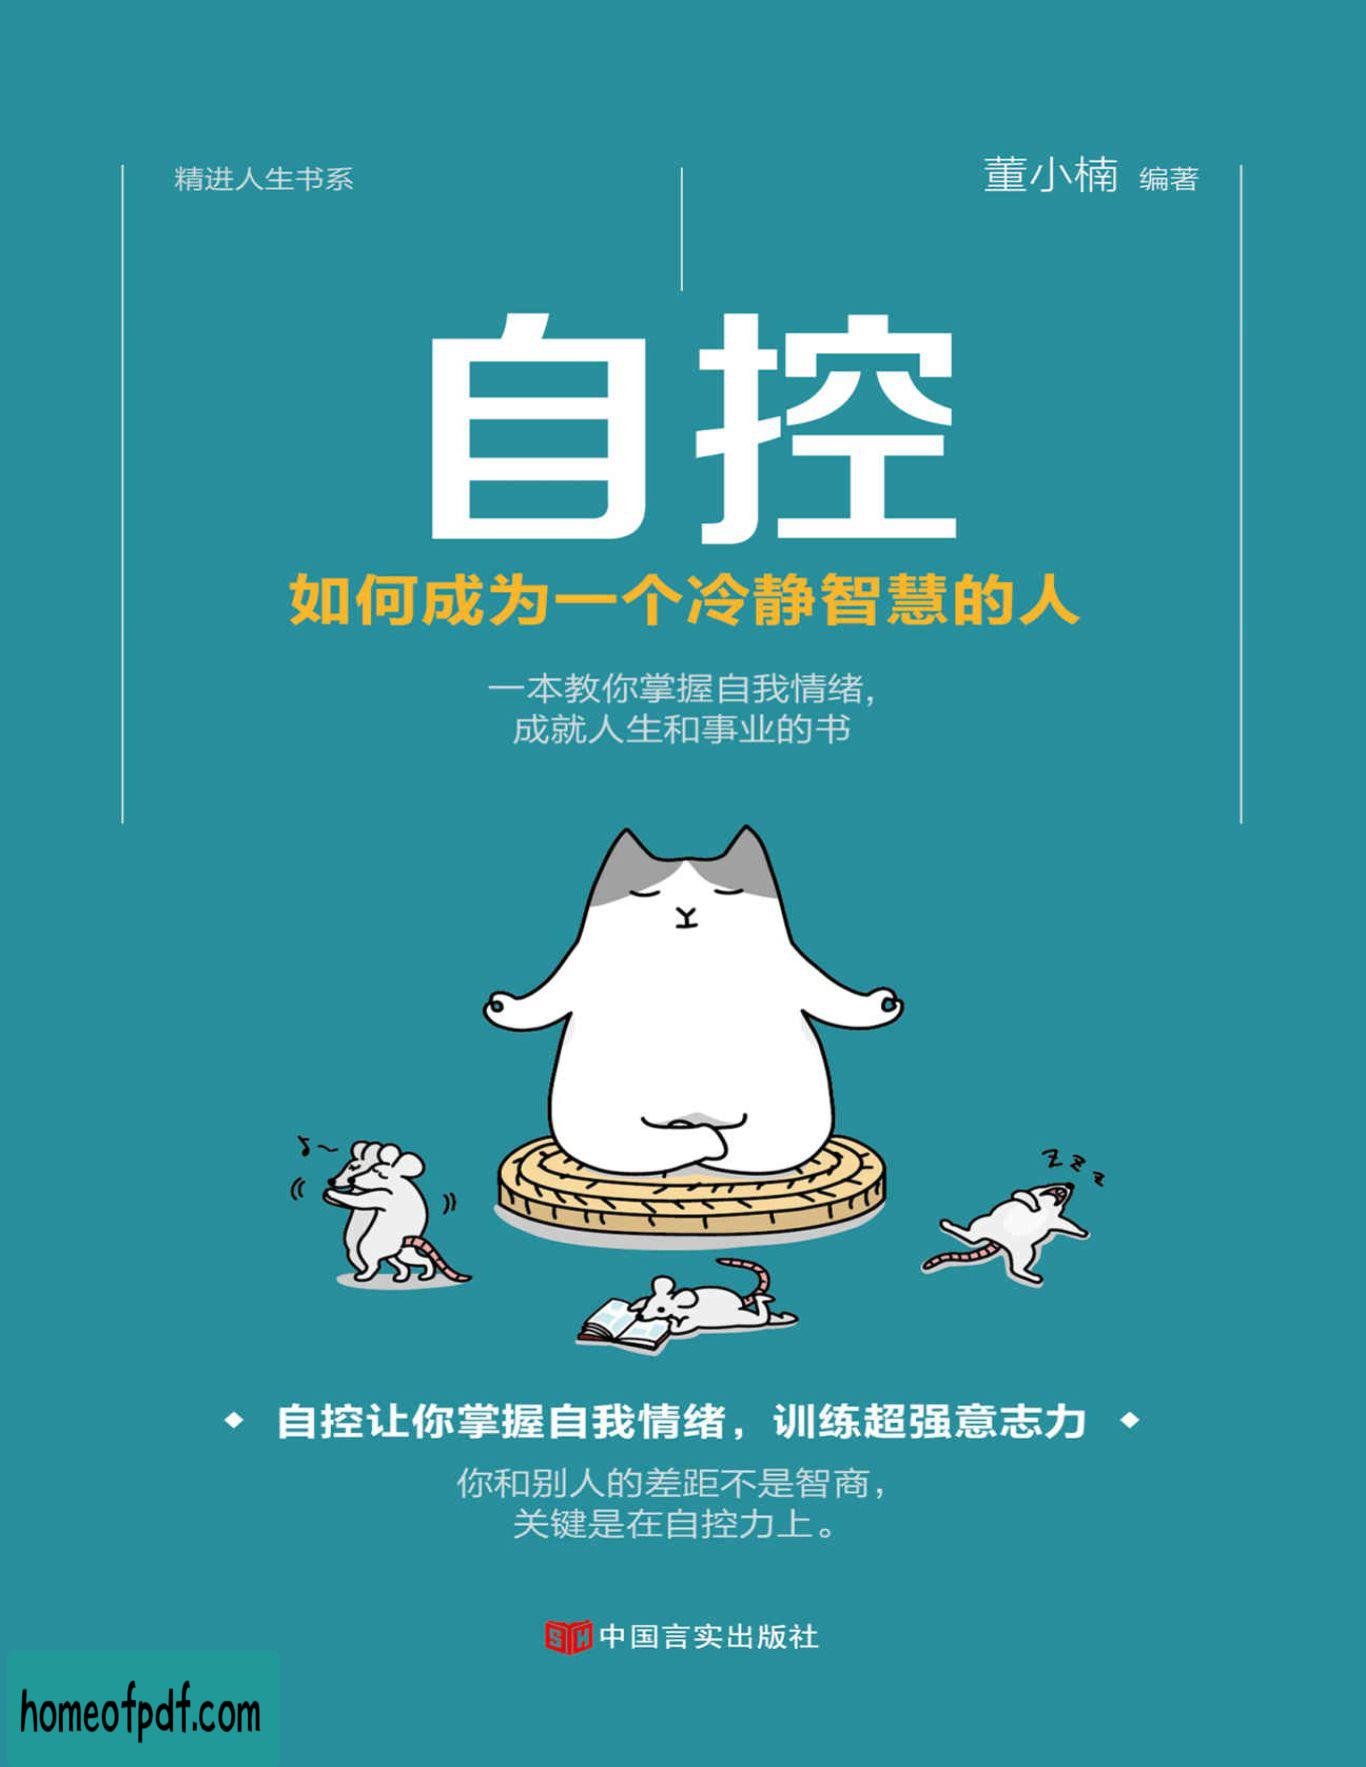 精进人生书系
董小楠 编著
自控
如何成为一个冷静智慧的人
一本教你掌握自我情绪，
成就人生和事业的书
z z z
自控让你掌握自我情绪，训练超强意志力
你和别人的差距不是智商，
关键是在自控力上。
SH 中国言实出版社
homeofpdf.com